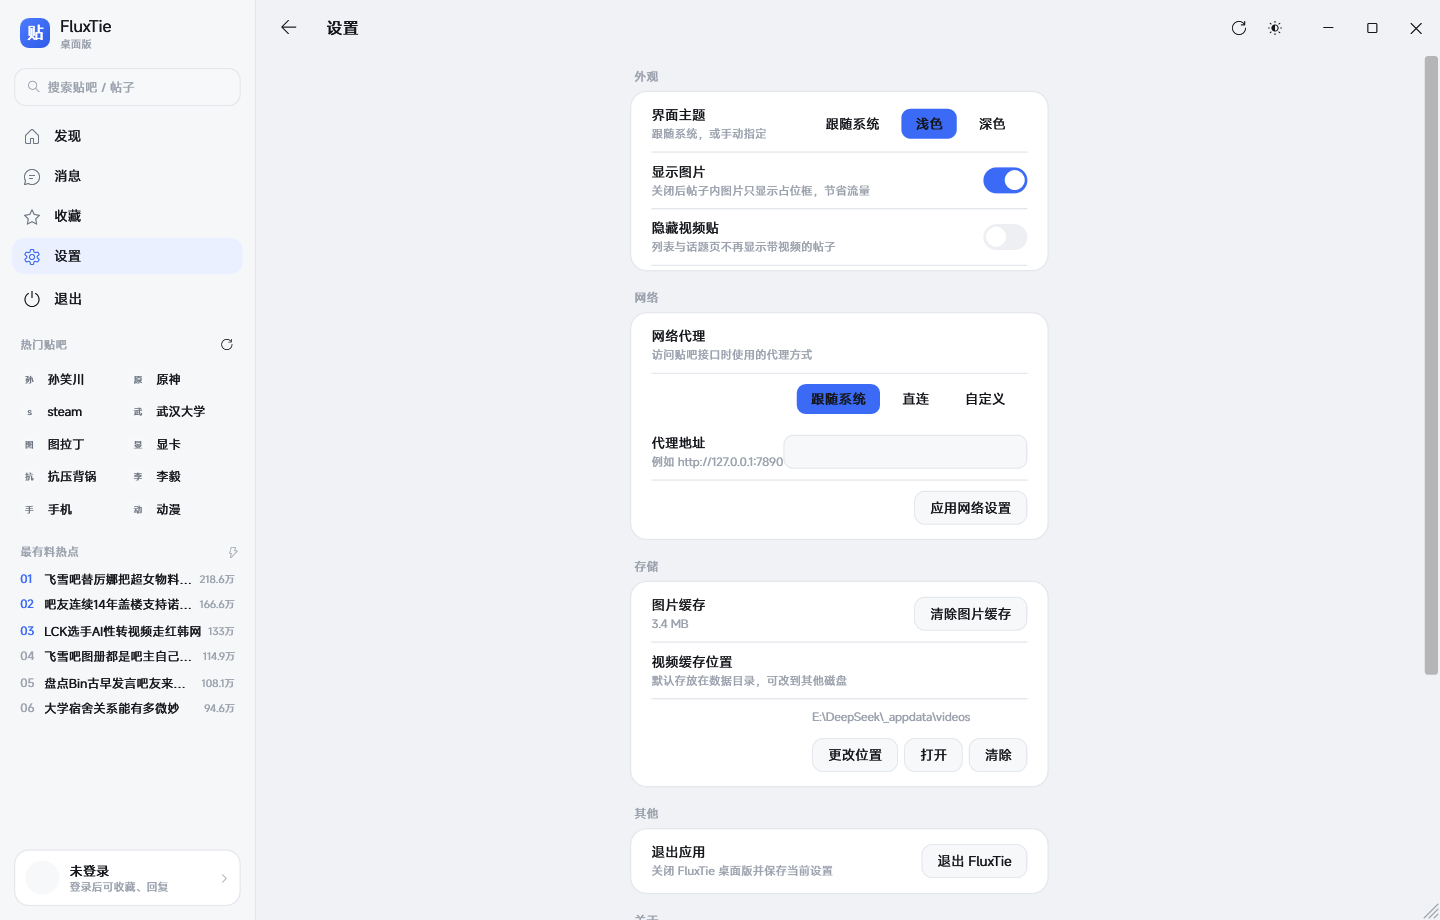 贴
FluxTie
桌面版
搜索贴吧 / 帖子
发现
消息
收藏
设置
退出
热门贴吧
孙 孙笑川
原 原神
s steam
武 武汉大学
图 图拉丁
显 显卡
抗 抗压背锅
李 李毅
手 手机
动 动漫
最有料热点
01 飞雪吧替厉娜把超女物料... 218.6万
02 吧友连续14年盖楼支持诺... 166.6万
03 LCK选手AI性转视频走红韩网 133万
04 飞雪吧图册都是吧主自己... 114.9万
05 盘点Bin古早发言吧友来... 108.1万
06 大学宿舍关系能有多微妙 94.6万
未登录
登录后可收藏、回复
设置
外观
界面主题
跟随系统，或手动指定
跟随系统 浅色 深色
显示图片
关闭后帖子内图片只显示占位框，节省流量
隐藏视频贴
列表与话题页不再显示带视频的帖子
网络
网络代理
访问贴吧接口时使用的代理方式
跟随系统 直连 自定义
代理地址
例如 http://127.0.0.1:7890
应用网络设置
存储
图片缓存
3.4 MB
清除图片缓存
视频缓存位置
默认存放在数据目录，可改到其他磁盘
E:\DeepSeek\_appdata\videos
更改位置 打开 清除
其他
退出应用
关闭 FluxTie 桌面版并保存当前设置
退出 FluxTie